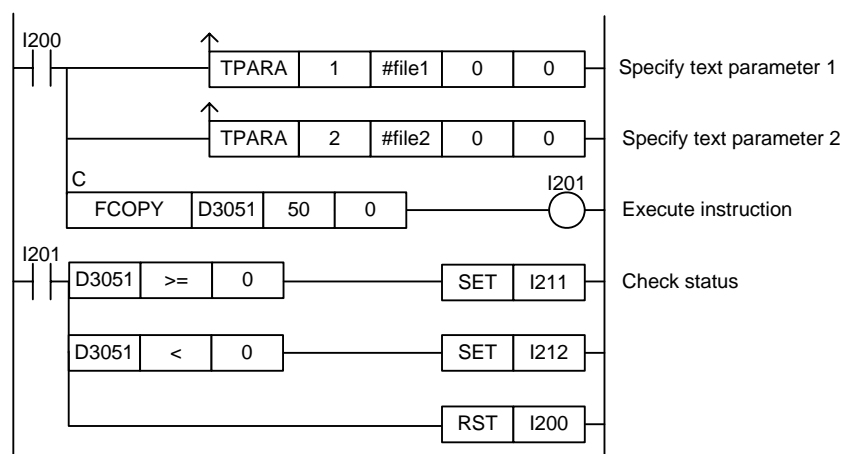 I200
TPARA 1 #file1 0 0 Specify text parameter 1
TPARA 2 #file2 0 0 Specify text parameter 2
C I201
FCOPY D3051 50 0 Execute instruction
I201
D3051 >= 0 SET I211 Check status
D3051 < 0 SET I212
RST I200